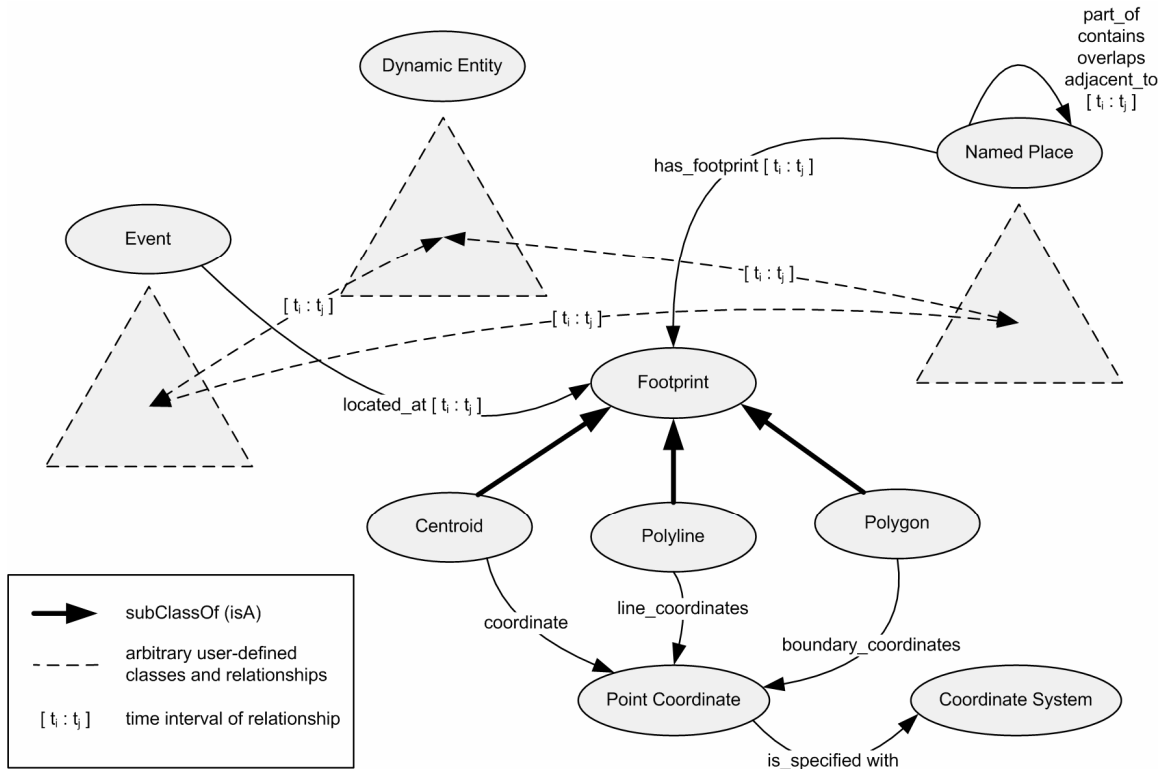 part_of
contains
overlaps
adjacent_to
[ ti : tj ]
Dynamic Entity
Named Place
has_footprint [ ti : tj ]
Event
[ ti : tj ]
[ ti : tj ]
[ ti : tj ]
Footprint
located_at [ ti : tj ]
Centroid
Polyline
Polygon
subClassOf (isA)
arbitrary user-defined
classes and relationships
[ ti : tj ] time interval of relationship
coordinate
line_coordinates
boundary_coordinates
Point Coordinate
Coordinate System
is_specified with